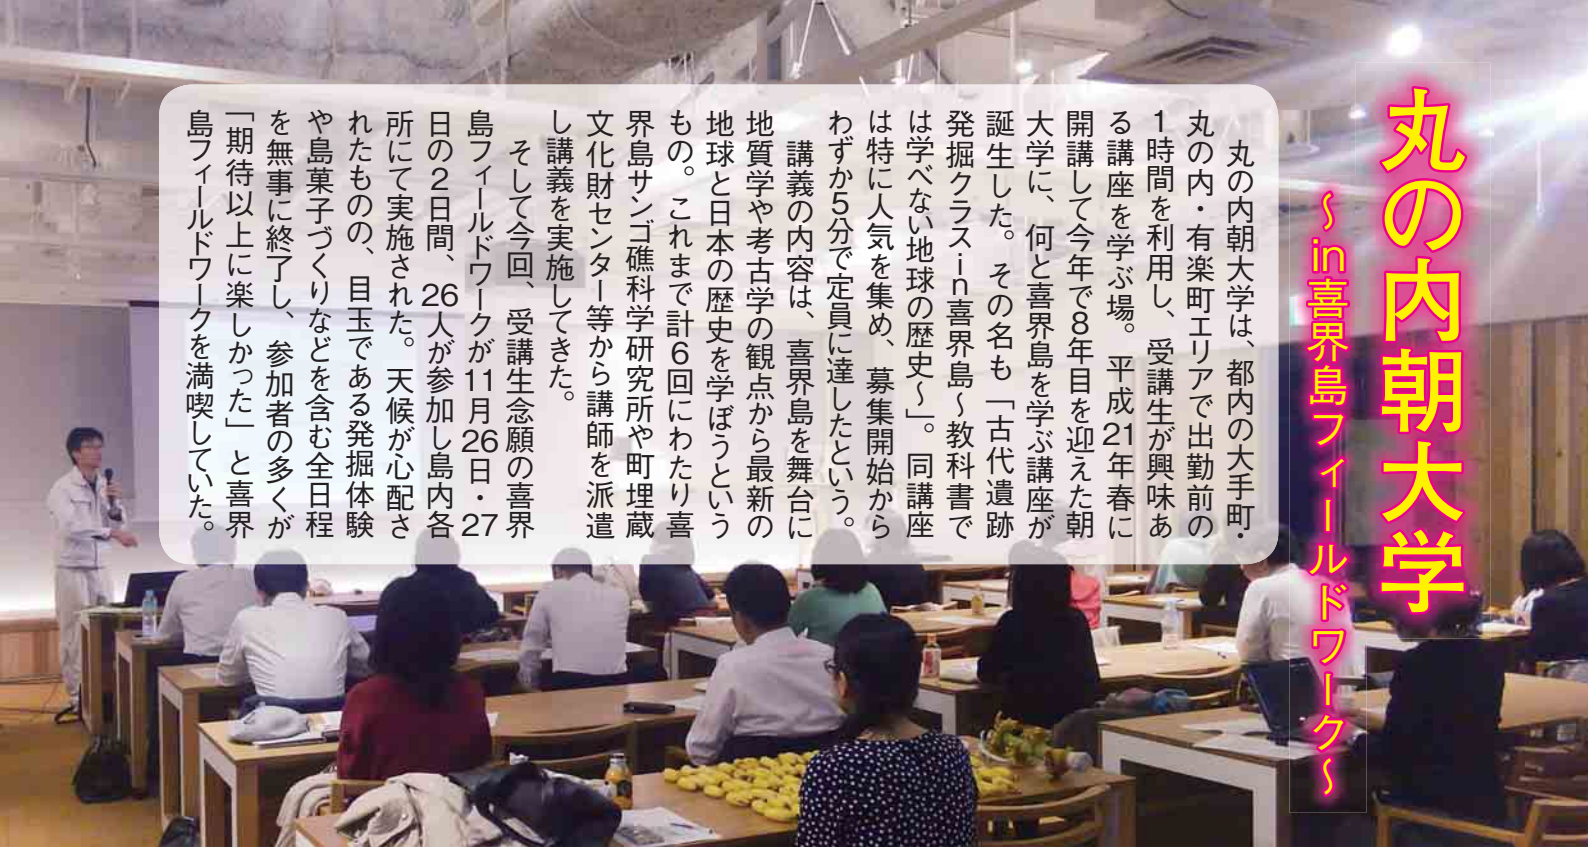 丸の内朝大学
～in喜界島フィールドワーク～
丸の内朝大学は、都内の大手町・
丸の内・有楽町エリアで出勤前の
1時間を利用し、受講生が興味あ
る講座を学ぶ場。平成21年春に
開講して今年で8年目を迎えた朝
大学に、何と喜界島を学ぶ講座が
誕生した。その名も「古代遺跡
発掘クラスin喜界島～教科書で
は学べない地球の歴史～」。同講座
は特に人気を集め、募集開始から
わずか5分で定員に達したという。
講義の内容は、喜界島を舞台に
地質学や考古学の観点から最新の
地球と日本の歴史を学ぼうという
もの。これまで計6回にわたり喜
界島サンゴ礁科学研究所や町埋蔵
文化財センター等から講師を派遣
し講義を実施してきた。
そして今回、受講生念願の喜界
島フィールドワークが11月26日・27
日の2日間、26人が参加し島内各
所にて実施された。天候が心配さ
れたものの、目玉である発掘体験
や島菓子づくりなどを含む全日程
を無事に終了し、参加者の多くが
「期待以上に楽しかった」と喜界
島フィールドワークを満喫していた。